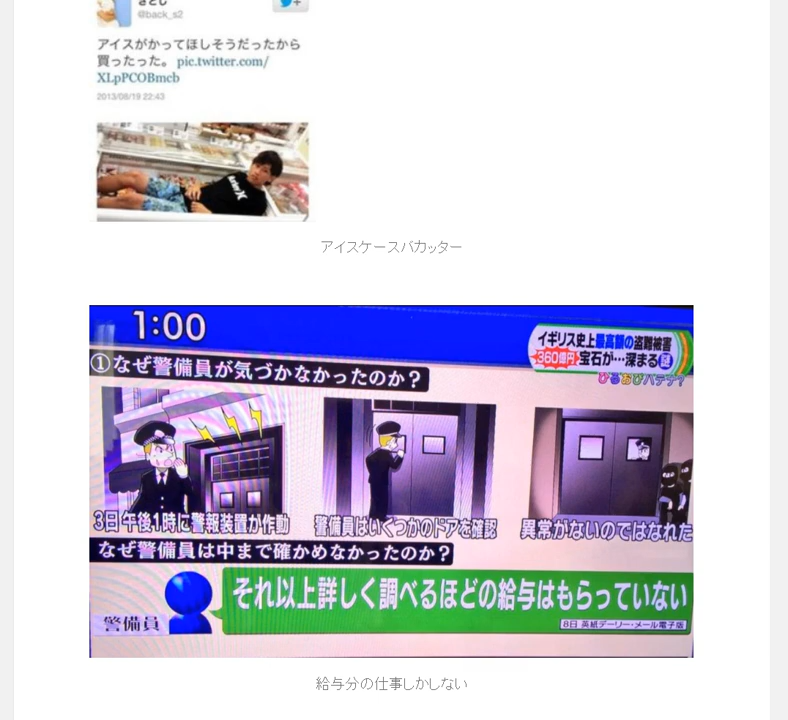 さとし
@back_s2
アイスがかってほしそうだったから
買ったった。 pic.twitter.com/
XLpPCOBmcb
2013/08/19 22:43
Hurley
アイスケースバカッター
1:00
イギリス史上最高額の盗難被害
360億円 宝石が…深まる謎
ひるおびハテナ?
①なぜ警備員が気づかなかったのか?
3日午後1時に警報装置が作動
警備員はいくつかのドアを確認
異常がないのではなれた
なぜ警備員は中まで確かめなかったのか?
それ以上詳しく調べるほどの給与はもらっていない
警備員
8日 英紙デーリー・メール電子版
給与分の仕事しかしない